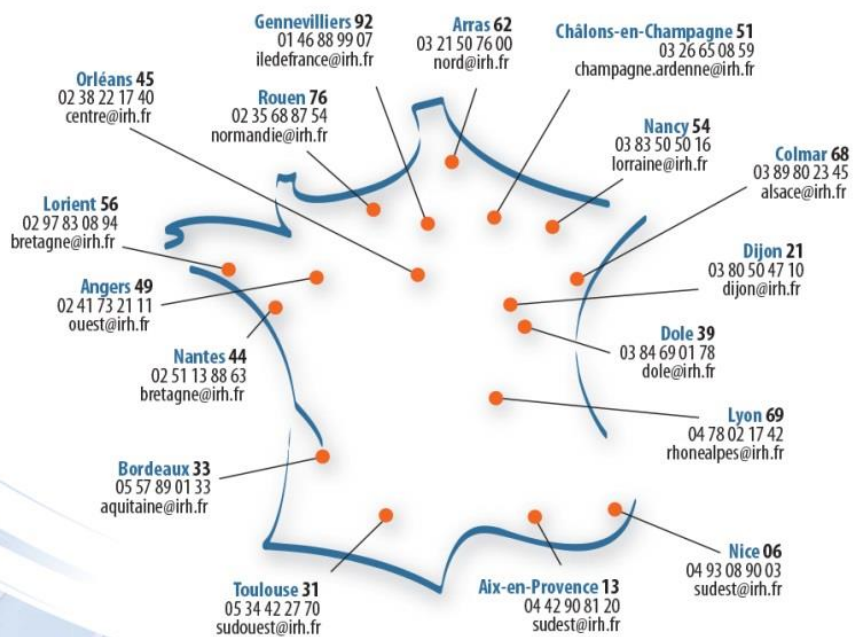 Gennevilliers 92
01 46 88 99 07
iledefrance@irh.fr
Arras 62
03 21 50 76 00
nord@irh.fr
Châlons-en-Champagne 51
03 26 65 08 59
champagne.ardenne@irh.fr
Orléans 45
02 38 22 17 40
centre@irh.fr
Rouen 76
02 35 68 87 54
normandie@irh.fr
Nancy 54
03 83 50 50 16
lorraine@irh.fr
Colmar 68
03 89 80 23 45
alsace@irh.fr
Lorient 56
02 97 83 08 94
bretagne@irh.fr
Dijon 21
03 80 50 47 10
dijon@irh.fr
Angers 49
02 41 73 21 11
ouest@irh.fr
Dole 39
03 84 69 01 78
dole@irh.fr
Nantes 44
02 51 13 88 63
bretagne@irh.fr
Lyon 69
04 78 02 17 42
rhonealpes@irh.fr
Bordeaux 33
05 57 89 01 33
aquitaine@irh.fr
Nice 06
04 93 08 90 03
sudest@irh.fr
Toulouse 31
05 34 42 27 70
sudouest@irh.fr
Aix-en-Provence 13
04 42 90 81 20
sudest@irh.fr